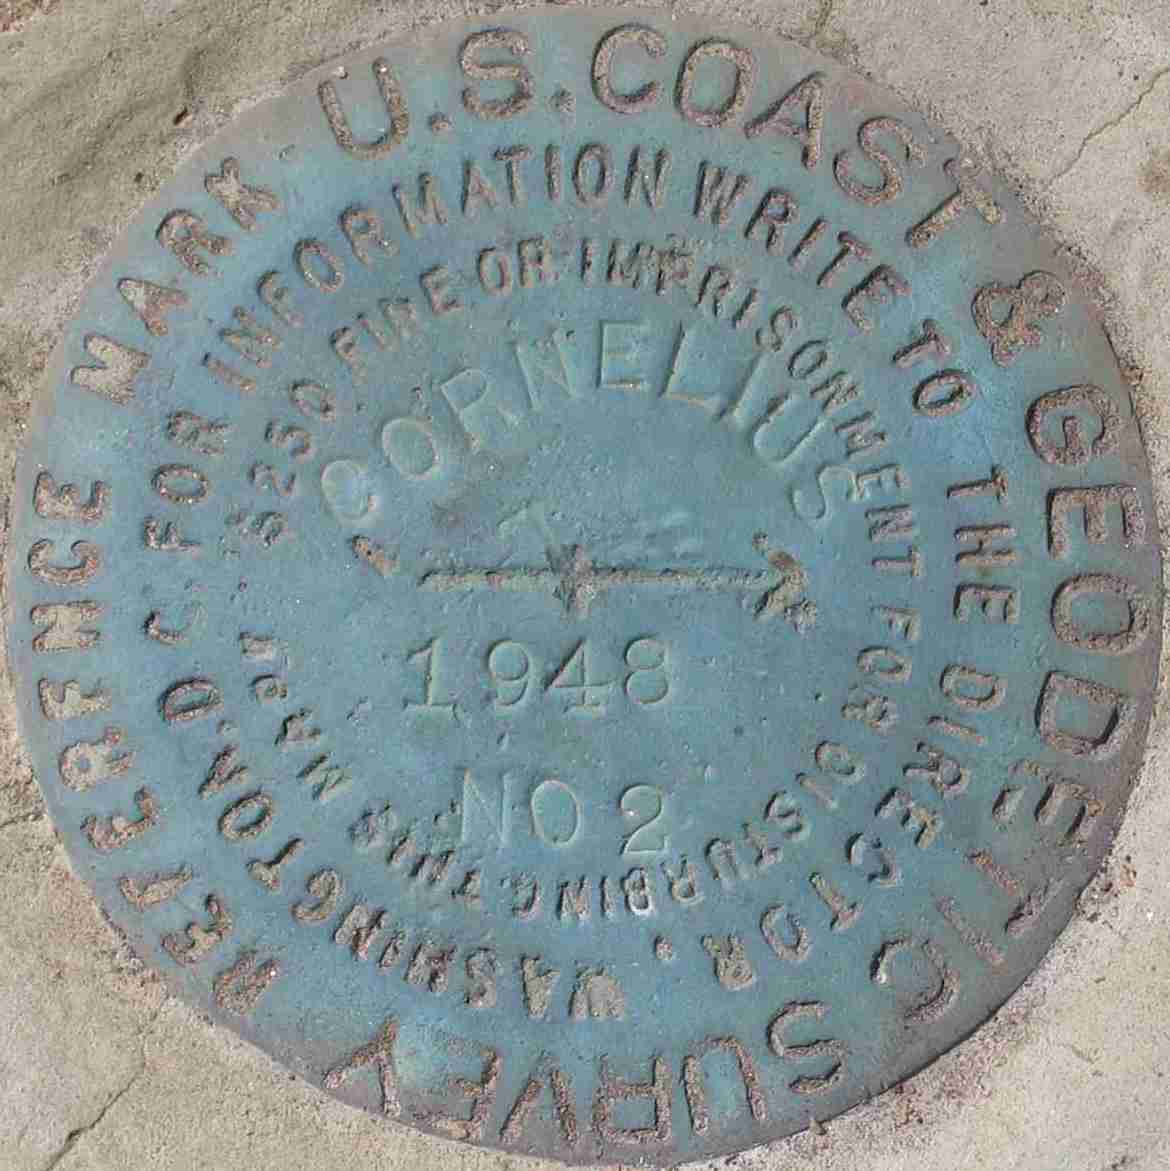 U.S. COAST & GEODETIC SURVEY REFERENCE MARK
FOR INFORMATION WRITE TO THE DIRECTOR, WASHINGTON, D.C.
$250 FINE OR IMPRISONMENT FOR DISTURBING THIS MARK
CORNELIUS
1948
NO 2